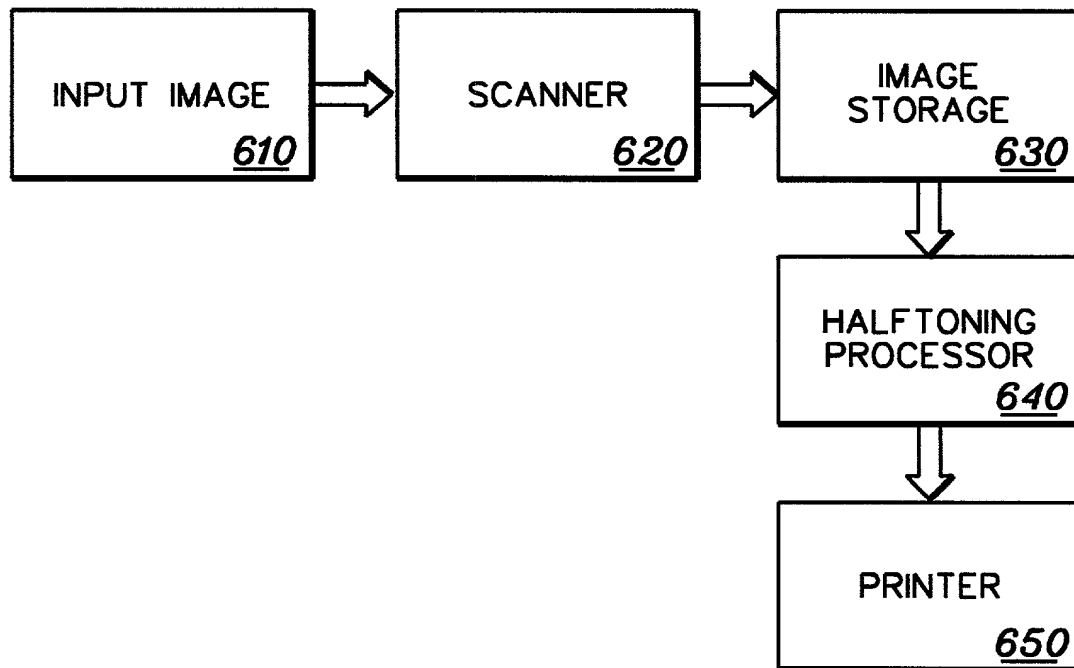 INPUT IMAGE
610
SCANNER
620
IMAGE
STORAGE
630
HALFTONING
PROCESSOR
640
PRINTER
650